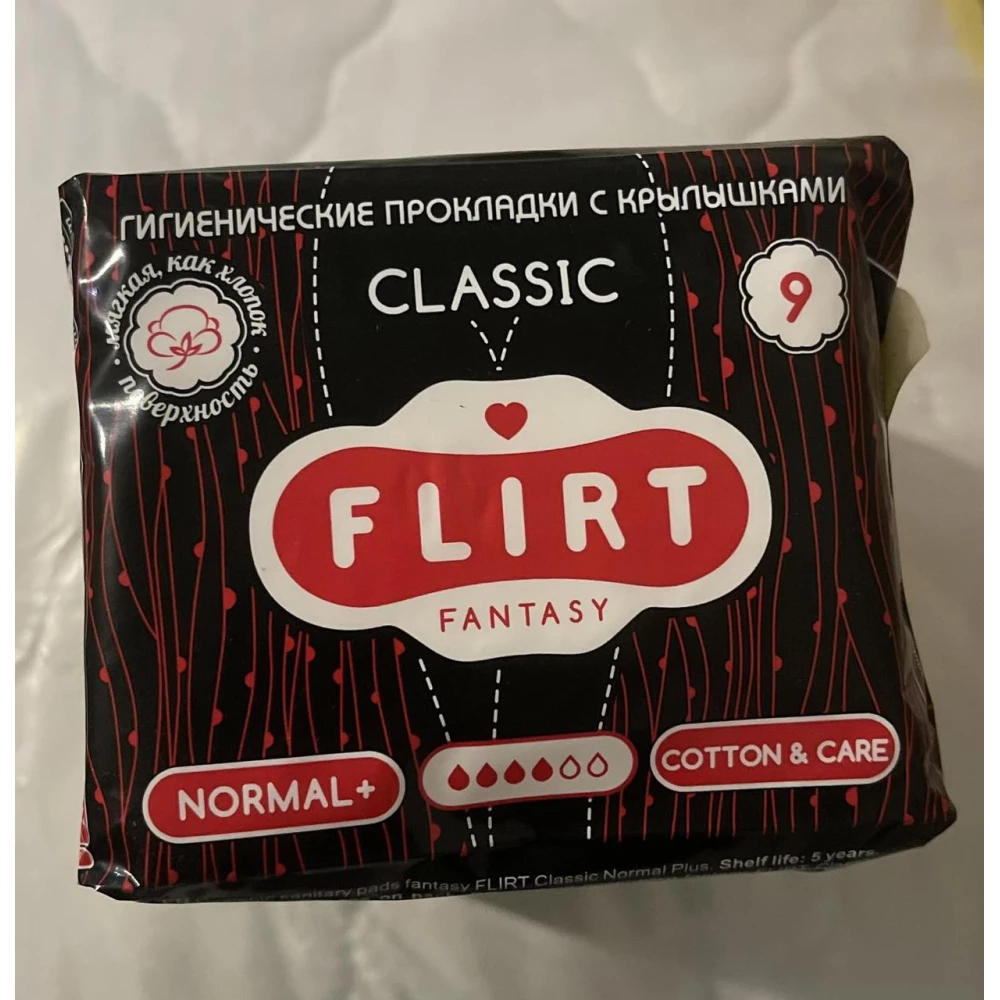 ГИГИЕНИЧЕСКИЕ ПРОКЛАДКИ С КРЫЛЫШКАМИ
CLASSIC
мягкая, как хлопок
поверхность
9
FLIRT
FANTASY
NORMAL+
COTTON & CARE
sanitary pads fantasy FLIRT Classic Normal Plus. Shelf life: 5 years.